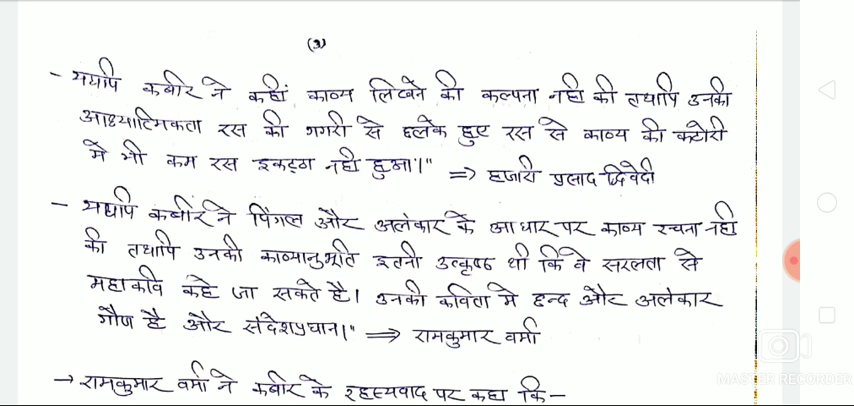 (3)
- यद्यपि कबीर ने कहीं काव्य लिखने की कल्पना नही की तथापि उनकी
आध्यात्मिकता रस की गगरी से छलके हुए रस से काव्य की कटोरी
में भी कम रस इकट्ठा नही हुआ।" ⇒ हजारी प्रसाद द्विवेदी
- यद्यपि कबीर ने पिंगल और अलंकार के आधार पर काव्य रचना नही
की तथापि उनकी काव्यानुभूति इतनी उत्कृष्ठ थी कि वे सरलता से
महाकवि कहे जा सकते है। उनकी कविता मे छन्द और अलंकार
गौण है और संदेशप्रधान।" ⇒ रामकुमार वर्मा
→ रामकुमार वर्मा ने कबीर के रहस्यवाद पर कहा कि-
MASTER RECORDER